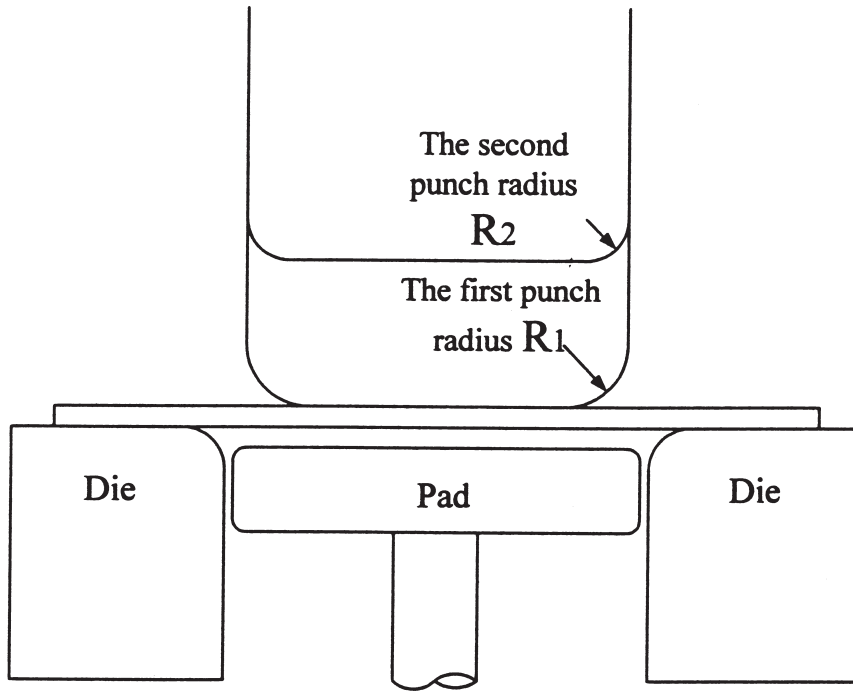 The second
punch radius
R2
The first punch
radius R1
Die
Pad
Die